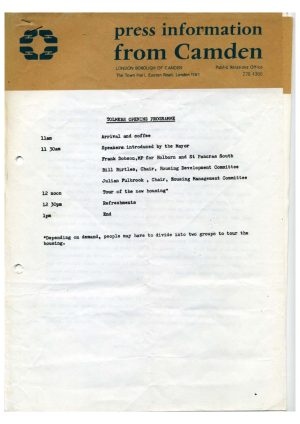 press information
from Camden
LONDON BOROUGH OF CAMDEN Public Relations Office
The Town Hall, Euston Road, London NW1 278 4366
TOLMERS OPENING PROGRAMME
11am Arrival and coffee
11 30am Speakers introduced by the Mayor
Frank Dobson,MP for Holborn and St Pancras South
Bill Birtles, Chair, Housing Development Committee
Julian Fulbrook , Chair, Housing Management Committee
12 noon Tour of the new housing*
12 30pm Refreshments
1pm End
*Depending on demand, people may have to divide into two groups to tour the
housing.